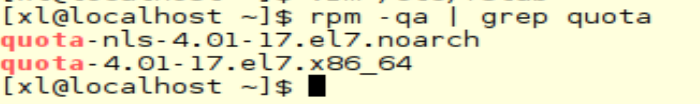 [xl@localhost ~]$ rpm -qa | grep quota
quota-nls-4.01-17.el7.noarch
quota-4.01-17.el7.x86_64
[xl@localhost ~]$